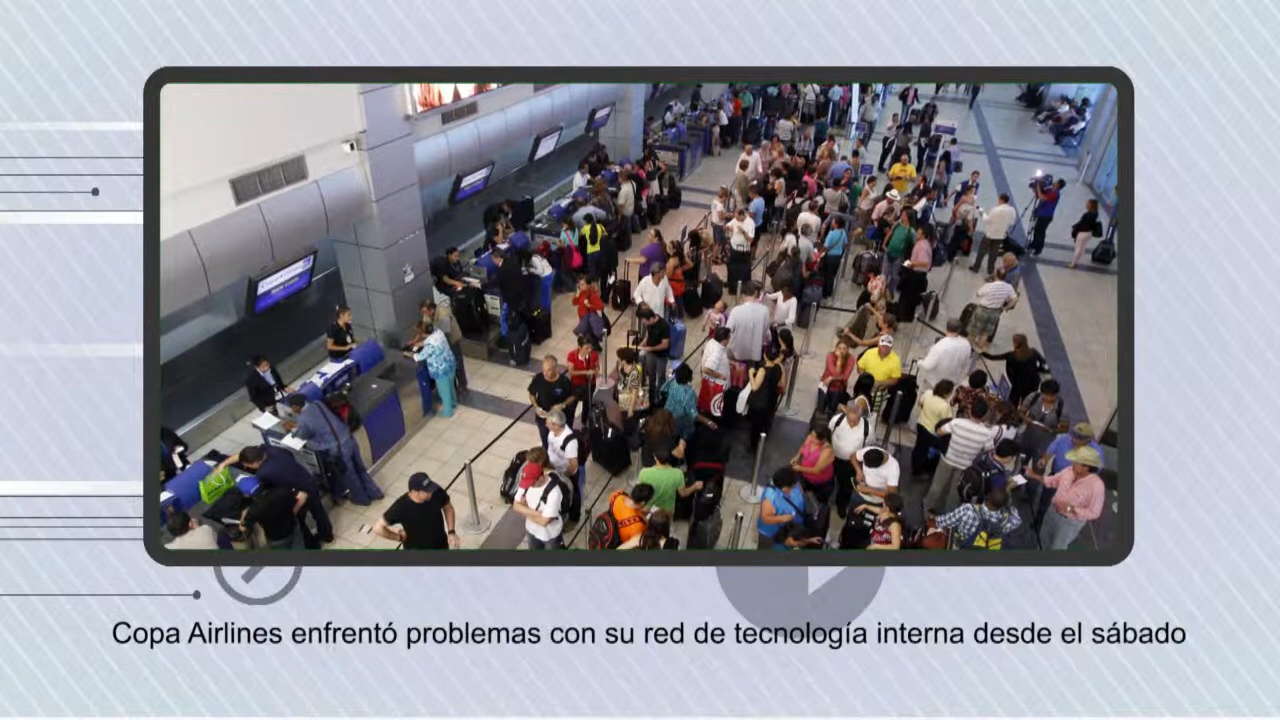 Copa Airlines enfrentó problemas con su red de tecnología interna desde el sábado